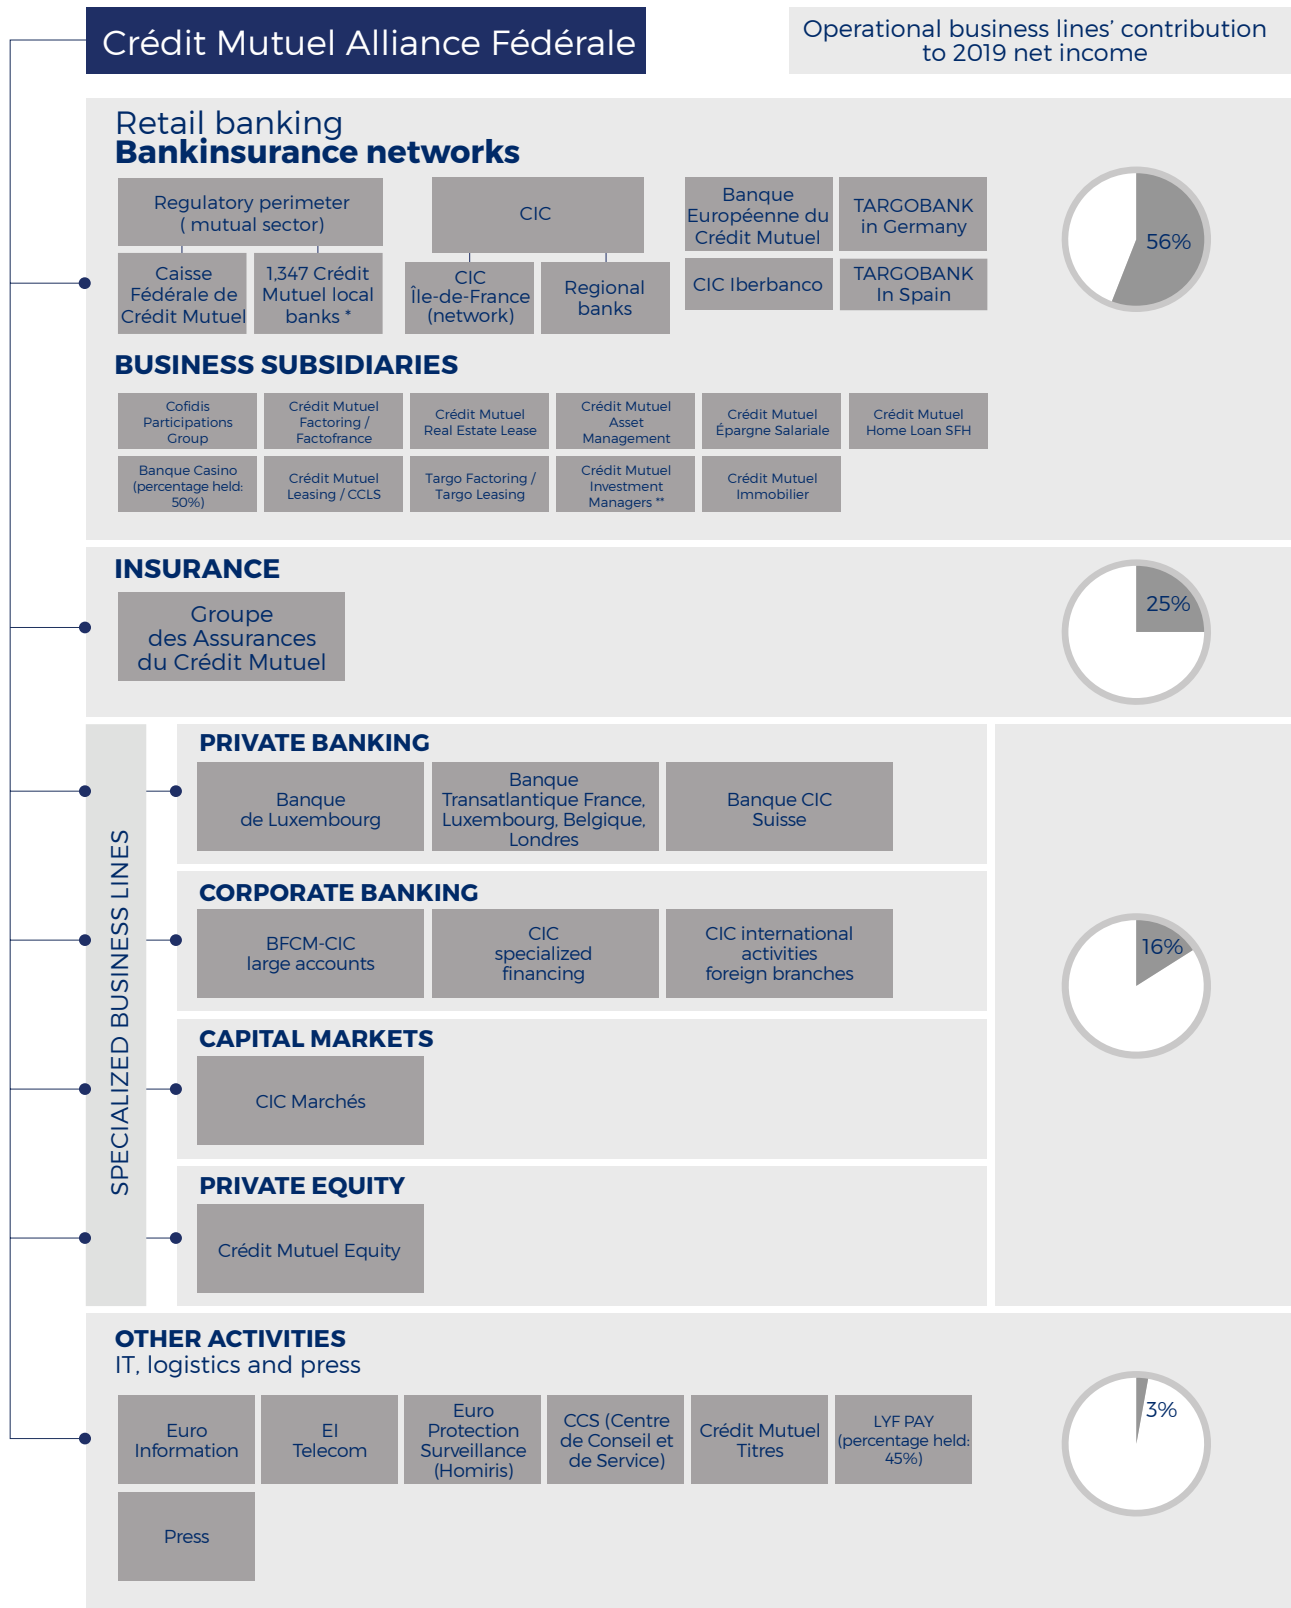 Crédit Mutuel Alliance Fédérale
Operational business lines’ contribution
to 2019 net income
Retail banking
Bankinsurance networks
Regulatory perimeter
( mutual sector)
Caisse
Fédérale de
Crédit Mutuel
1,347 Crédit
Mutuel local
banks *
CIC
CIC
Île-de-France
(network)
Regional
banks
Banque
Européenne du
Crédit Mutuel
TARGOBANK
in Germany
CIC Iberbanco
TARGOBANK
In Spain
56%
BUSINESS SUBSIDIARIES
Cofidis
Participations
Group
Crédit Mutuel
Factoring /
Factofrance
Crédit Mutuel
Real Estate Lease
Crédit Mutuel
Asset
Management
Crédit Mutuel
Épargne Salariale
Crédit Mutuel
Home Loan SFH
Banque Casino
(percentage held:
50%)
Crédit Mutuel
Leasing / CCLS
Targo Factoring /
Targo Leasing
Crédit Mutuel
Investment
Managers **
Crédit Mutuel
Immobilier
INSURANCE
Groupe
des Assurances
du Crédit Mutuel
25%
SPECIALIZED BUSINESS LINES
PRIVATE BANKING
Banque
de Luxembourg
Banque
Transatlantique France,
Luxembourg, Belgique,
Londres
Banque CIC
Suisse
CORPORATE BANKING
BFCM-CIC
large accounts
CIC
specialized
financing
CIC international
activities
foreign branches
16%
CAPITAL MARKETS
CIC Marchés
PRIVATE EQUITY
Crédit Mutuel Equity
OTHER ACTIVITIES
IT, logistics and press
Euro
Information
EI
Telecom
Euro
Protection
Surveillance
(Homiris)
CCS (Centre
de Conseil et
de Service)
Crédit Mutuel
Titres
LYF PAY
(percentage held:
45%)
3%
Press